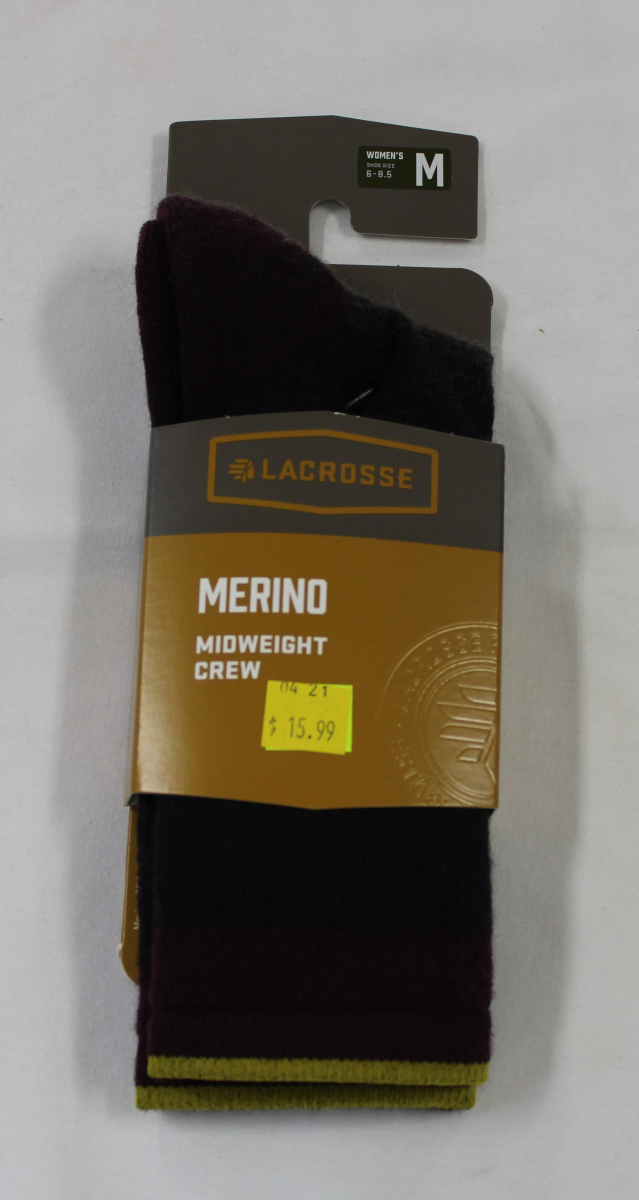 WOMEN'S
SHOE SIZE
6-8.5
M
LACROSSE
MERINO
MIDWEIGHT
CREW
04 21
$ 15.99